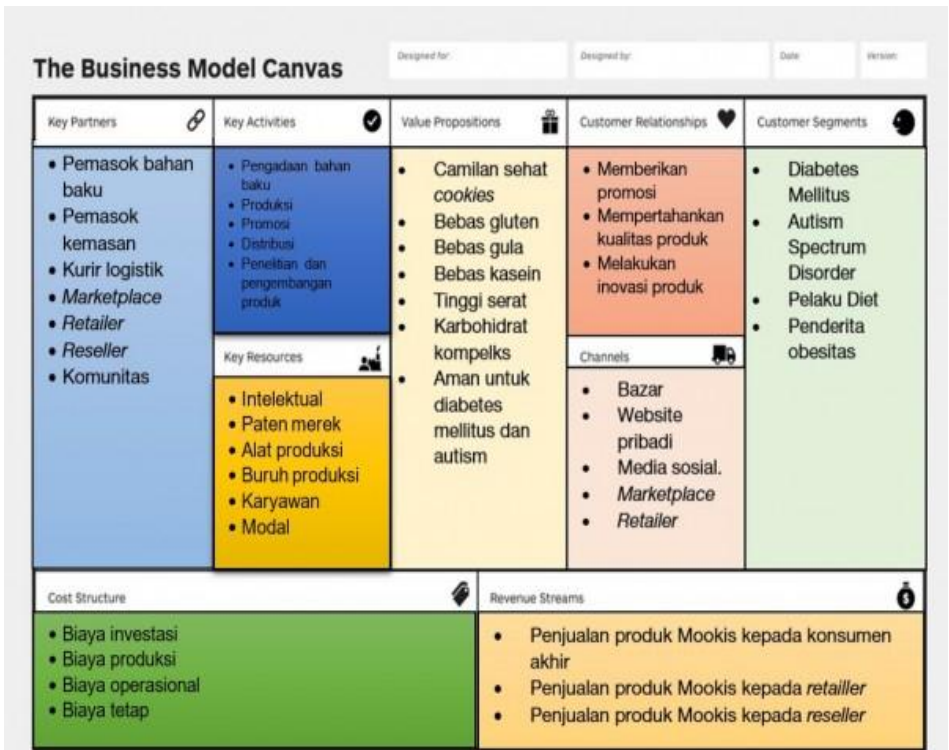 The Business Model Canvas
Designed for:
Designed by:
Date:
Version:
Key Partners
• Pemasok bahan
baku
• Pemasok
kemasan
• Kurir logistik
• Marketplace
• Retailer
• Reseller
• Komunitas
Key Activities
• Pengadaan bahan
baku
• Produksi
• Promosi
• Distribusi
• Penelitian dan
pengembangan
produk
Key Resources
• Intelektual
• Paten merek
• Alat produksi
• Buruh produksi
• Karyawan
• Modal
Value Propositions
• Camilan sehat
cookies
• Bebas gluten
• Bebas gula
• Bebas kasein
• Tinggi serat
• Karbohidrat
kompelks
• Aman untuk
diabetes
mellitus dan
autism
Customer Relationships
• Memberikan
promosi
• Mempertahankan
kualitas produk
• Melakukan
inovasi produk
Channels
• Bazar
• Website
pribadi
• Media sosial.
• Marketplace
• Retailer
Customer Segments
• Diabetes
Mellitus
• Autism
Spectrum
Disorder
• Pelaku Diet
• Penderita
obesitas
Cost Structure
• Biaya investasi
• Biaya produksi
• Biaya operasional
• Biaya tetap
Revenue Streams
• Penjualan produk Mookis kepada konsumen
akhir
• Penjualan produk Mookis kepada retailler
• Penjualan produk Mookis kepada reseller